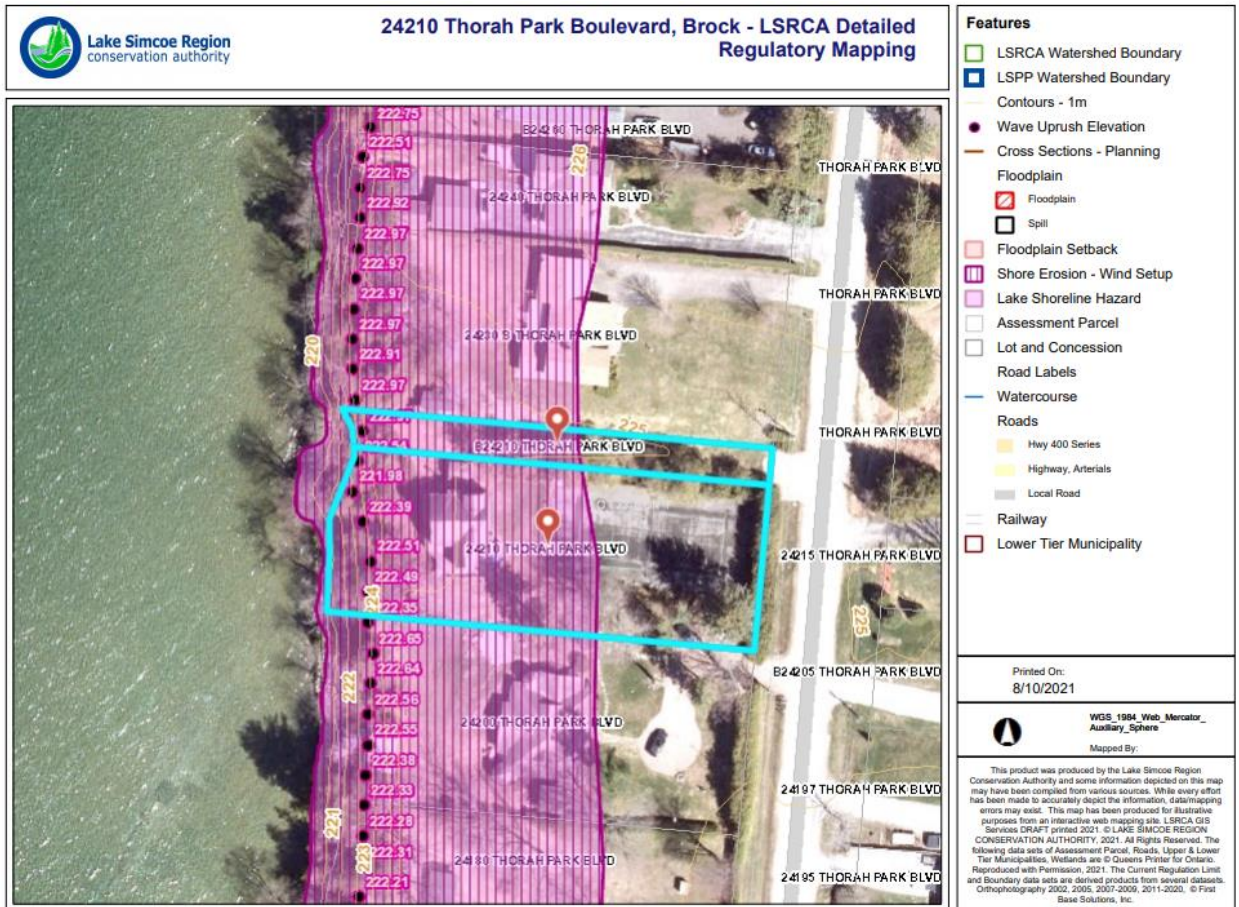 Lake Simcoe Region
conservation authority
24210 Thorah Park Boulevard, Brock - LSRCA Detailed
Regulatory Mapping
222.75
B24260 THORAH PARK BLVD
222.51
226
THORAH PARK BLVD
222.75
24240 THORAH PARK BLVD
222.92
222.97
222.97
222.97
THORAH PARK BLVD
222.97
24230 B THORAH PARK BLVD
220
222.91
222.97
225
THORAH PARK BLVD
B24210 THORAH PARK BLVD
221.98
222.39
222.51
24210 THORAH PARK BLVD
24215 THORAH PARK BLVD
222.49
224
222.35
225
222.65
222.64
B24205 THORAH PARK BLVD
222
222.56
24200 THORAH PARK BLVD
222.55
222.38
222.33
24197 THORAH PARK BLVD
221
222.28
223
222.31
24180 THORAH PARK BLVD
24195 THORAH PARK BLVD
222.21
Features
LSRCA Watershed Boundary
LSPP Watershed Boundary
Contours - 1m
Wave Uprush Elevation
Cross Sections - Planning
Floodplain
Floodplain
Spill
Floodplain Setback
Shore Erosion - Wind Setup
Lake Shoreline Hazard
Assessment Parcel
Lot and Concession
Road Labels
Watercourse
Roads
Hwy 400 Series
Highway, Arterials
Local Road
Railway
Lower Tier Municipality
Printed On:
8/10/2021
WGS_1984_Web_Mercator_
Auxiliary_Sphere
Mapped By:
This product was produced by the Lake Simcoe Region
Conservation Authority and some information depicted on this map
may have been compiled from various sources. While every effort
has been made to accurately depict the information, data/mapping
errors may exist. This map has been produced for illustrative
purposes from an interactive web mapping site. LSRCA GIS
Services DRAFT printed 2021. © LAKE SIMCOE REGION
CONSERVATION AUTHORITY, 2021. All Rights Reserved. The
following data sets of Assessment Parcel, Roads, Upper & Lower
Tier Municipalities, Wetlands are © Queens Printer for Ontario.
Reproduced with Permission, 2021. The Current Regulation Limit
and Boundary data sets are derived products from several datasets.
Orthophotography 2002, 2005, 2007-2009, 2011-2020, © First
Base Solutions, Inc.